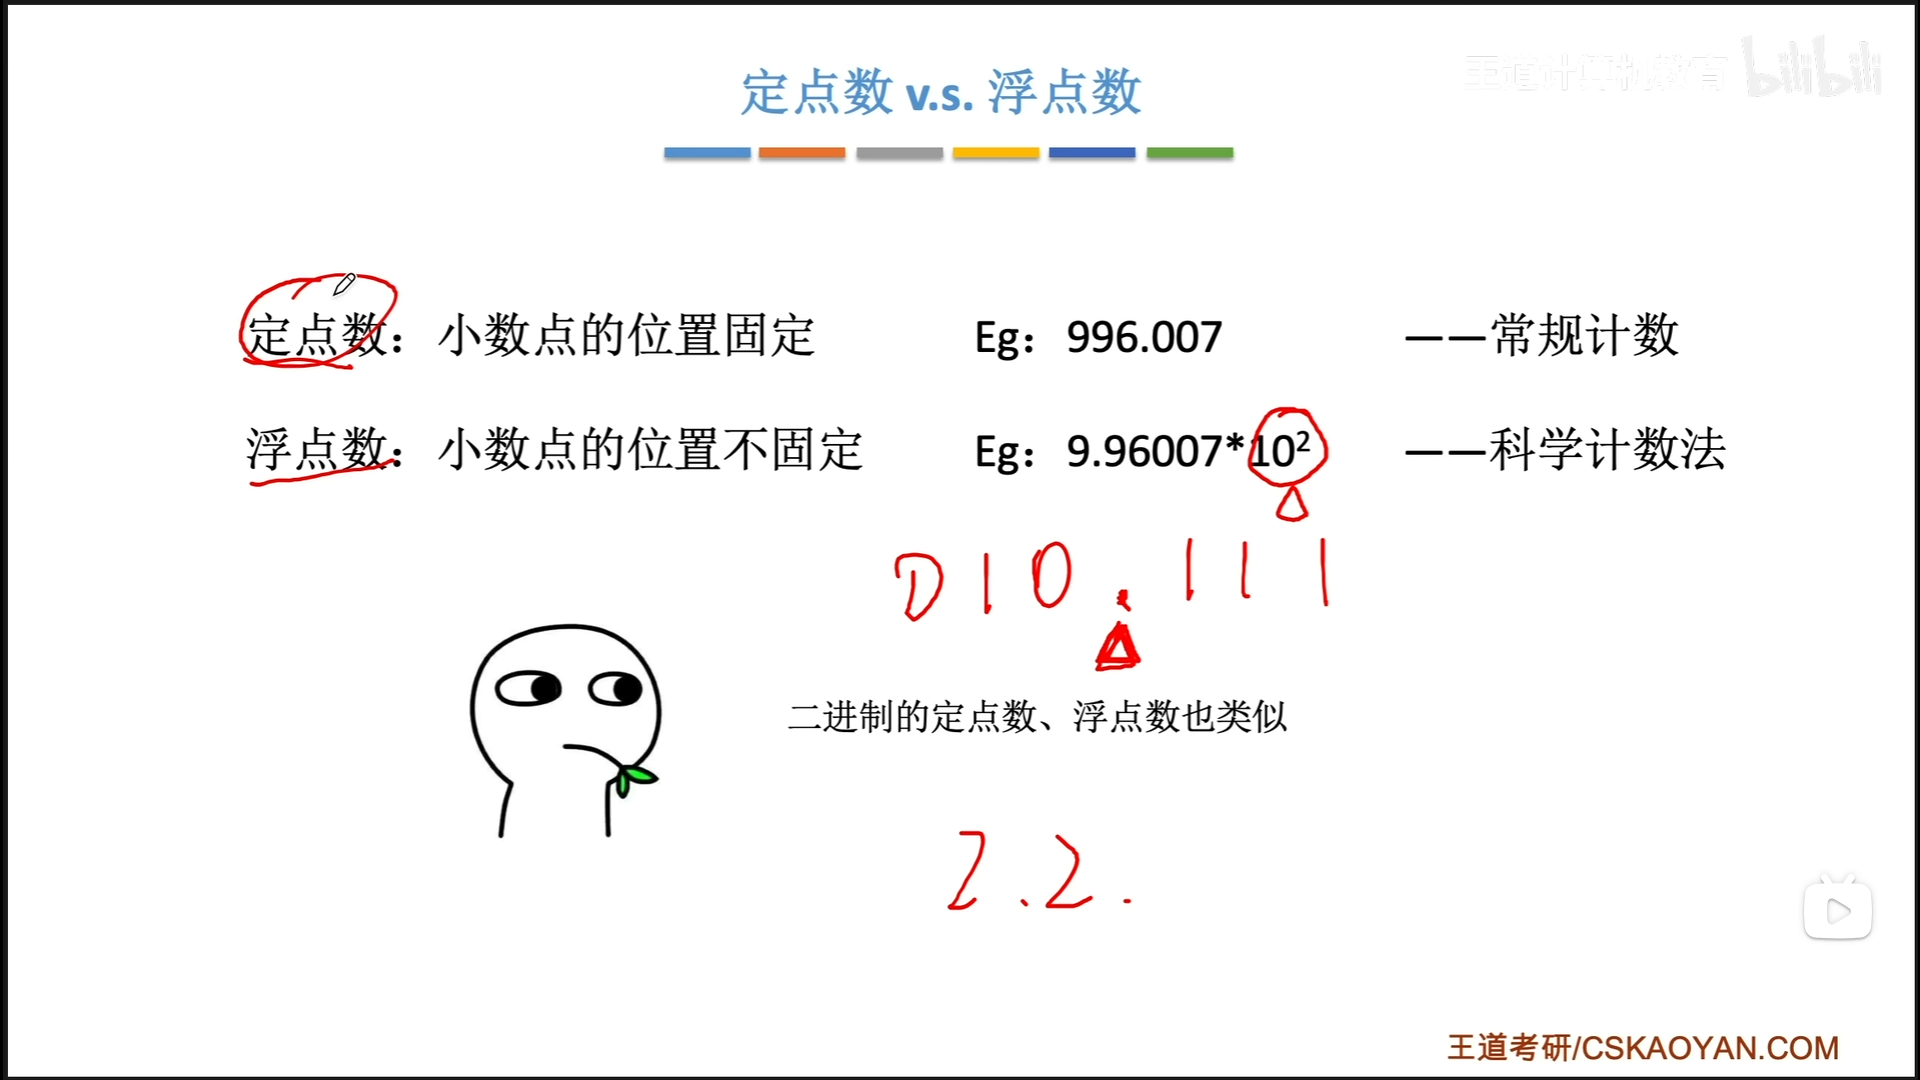 王道计算机教育 bilibili
定点数 v.s. 浮点数
定点数：小数点的位置固定 Eg：996.007 ——常规计数
浮点数：小数点的位置不固定 Eg：9.96007*10² ——科学计数法
010.111
二进制的定点数、浮点数也类似
2.2.
王道考研/CSKAOYAN.COM